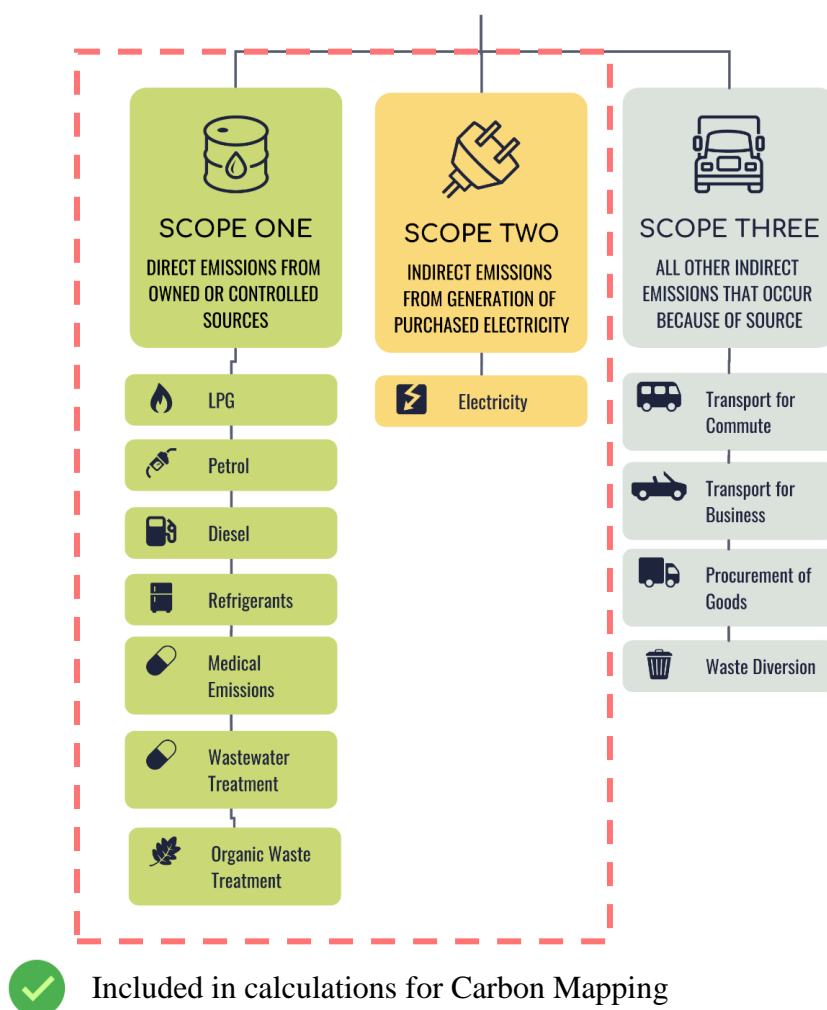 SCOPE ONE
DIRECT EMISSIONS FROM
OWNED OR CONTROLLED
SOURCES
LPG
Petrol
Diesel
Refrigerants
Medical
Emissions
Wastewater
Treatment
Organic Waste
Treatment
SCOPE TWO
INDIRECT EMISSIONS
FROM GENERATION OF
PURCHASED ELECTRICITY
Electricity
SCOPE THREE
ALL OTHER INDIRECT
EMISSIONS THAT OCCUR
BECAUSE OF SOURCE
Transport for
Commute
Transport for
Business
Procurement of
Goods
Waste Diversion
Included in calculations for Carbon Mapping